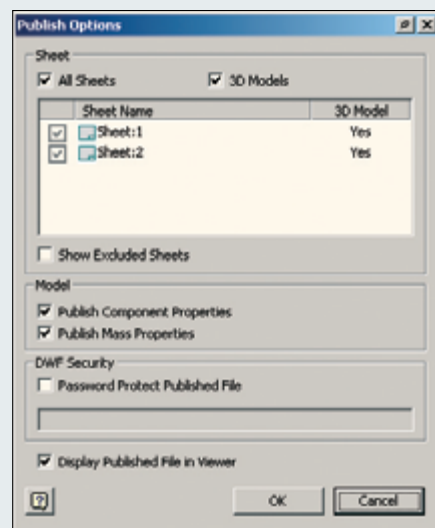 Publish Options
Sheet
All Sheets 3D Models
Sheet Name 3D Model
Sheet:1 Yes
Sheet:2 Yes
Show Excluded Sheets
Model
Publish Component Properties
Publish Mass Properties
DWF Security
Password Protect Published File
Display Published File in Viewer
? OK Cancel